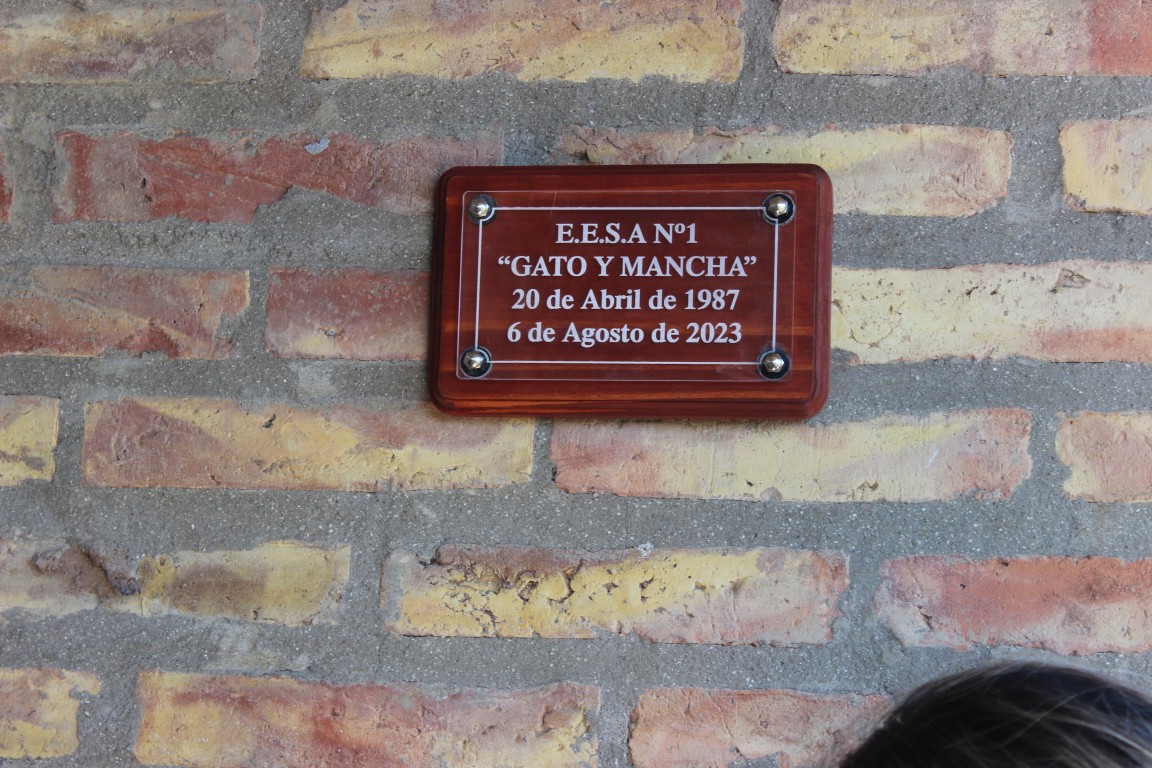 E.E.S.A Nº1
“GATO Y MANCHA”
20 de Abril de 1987
6 de Agosto de 2023